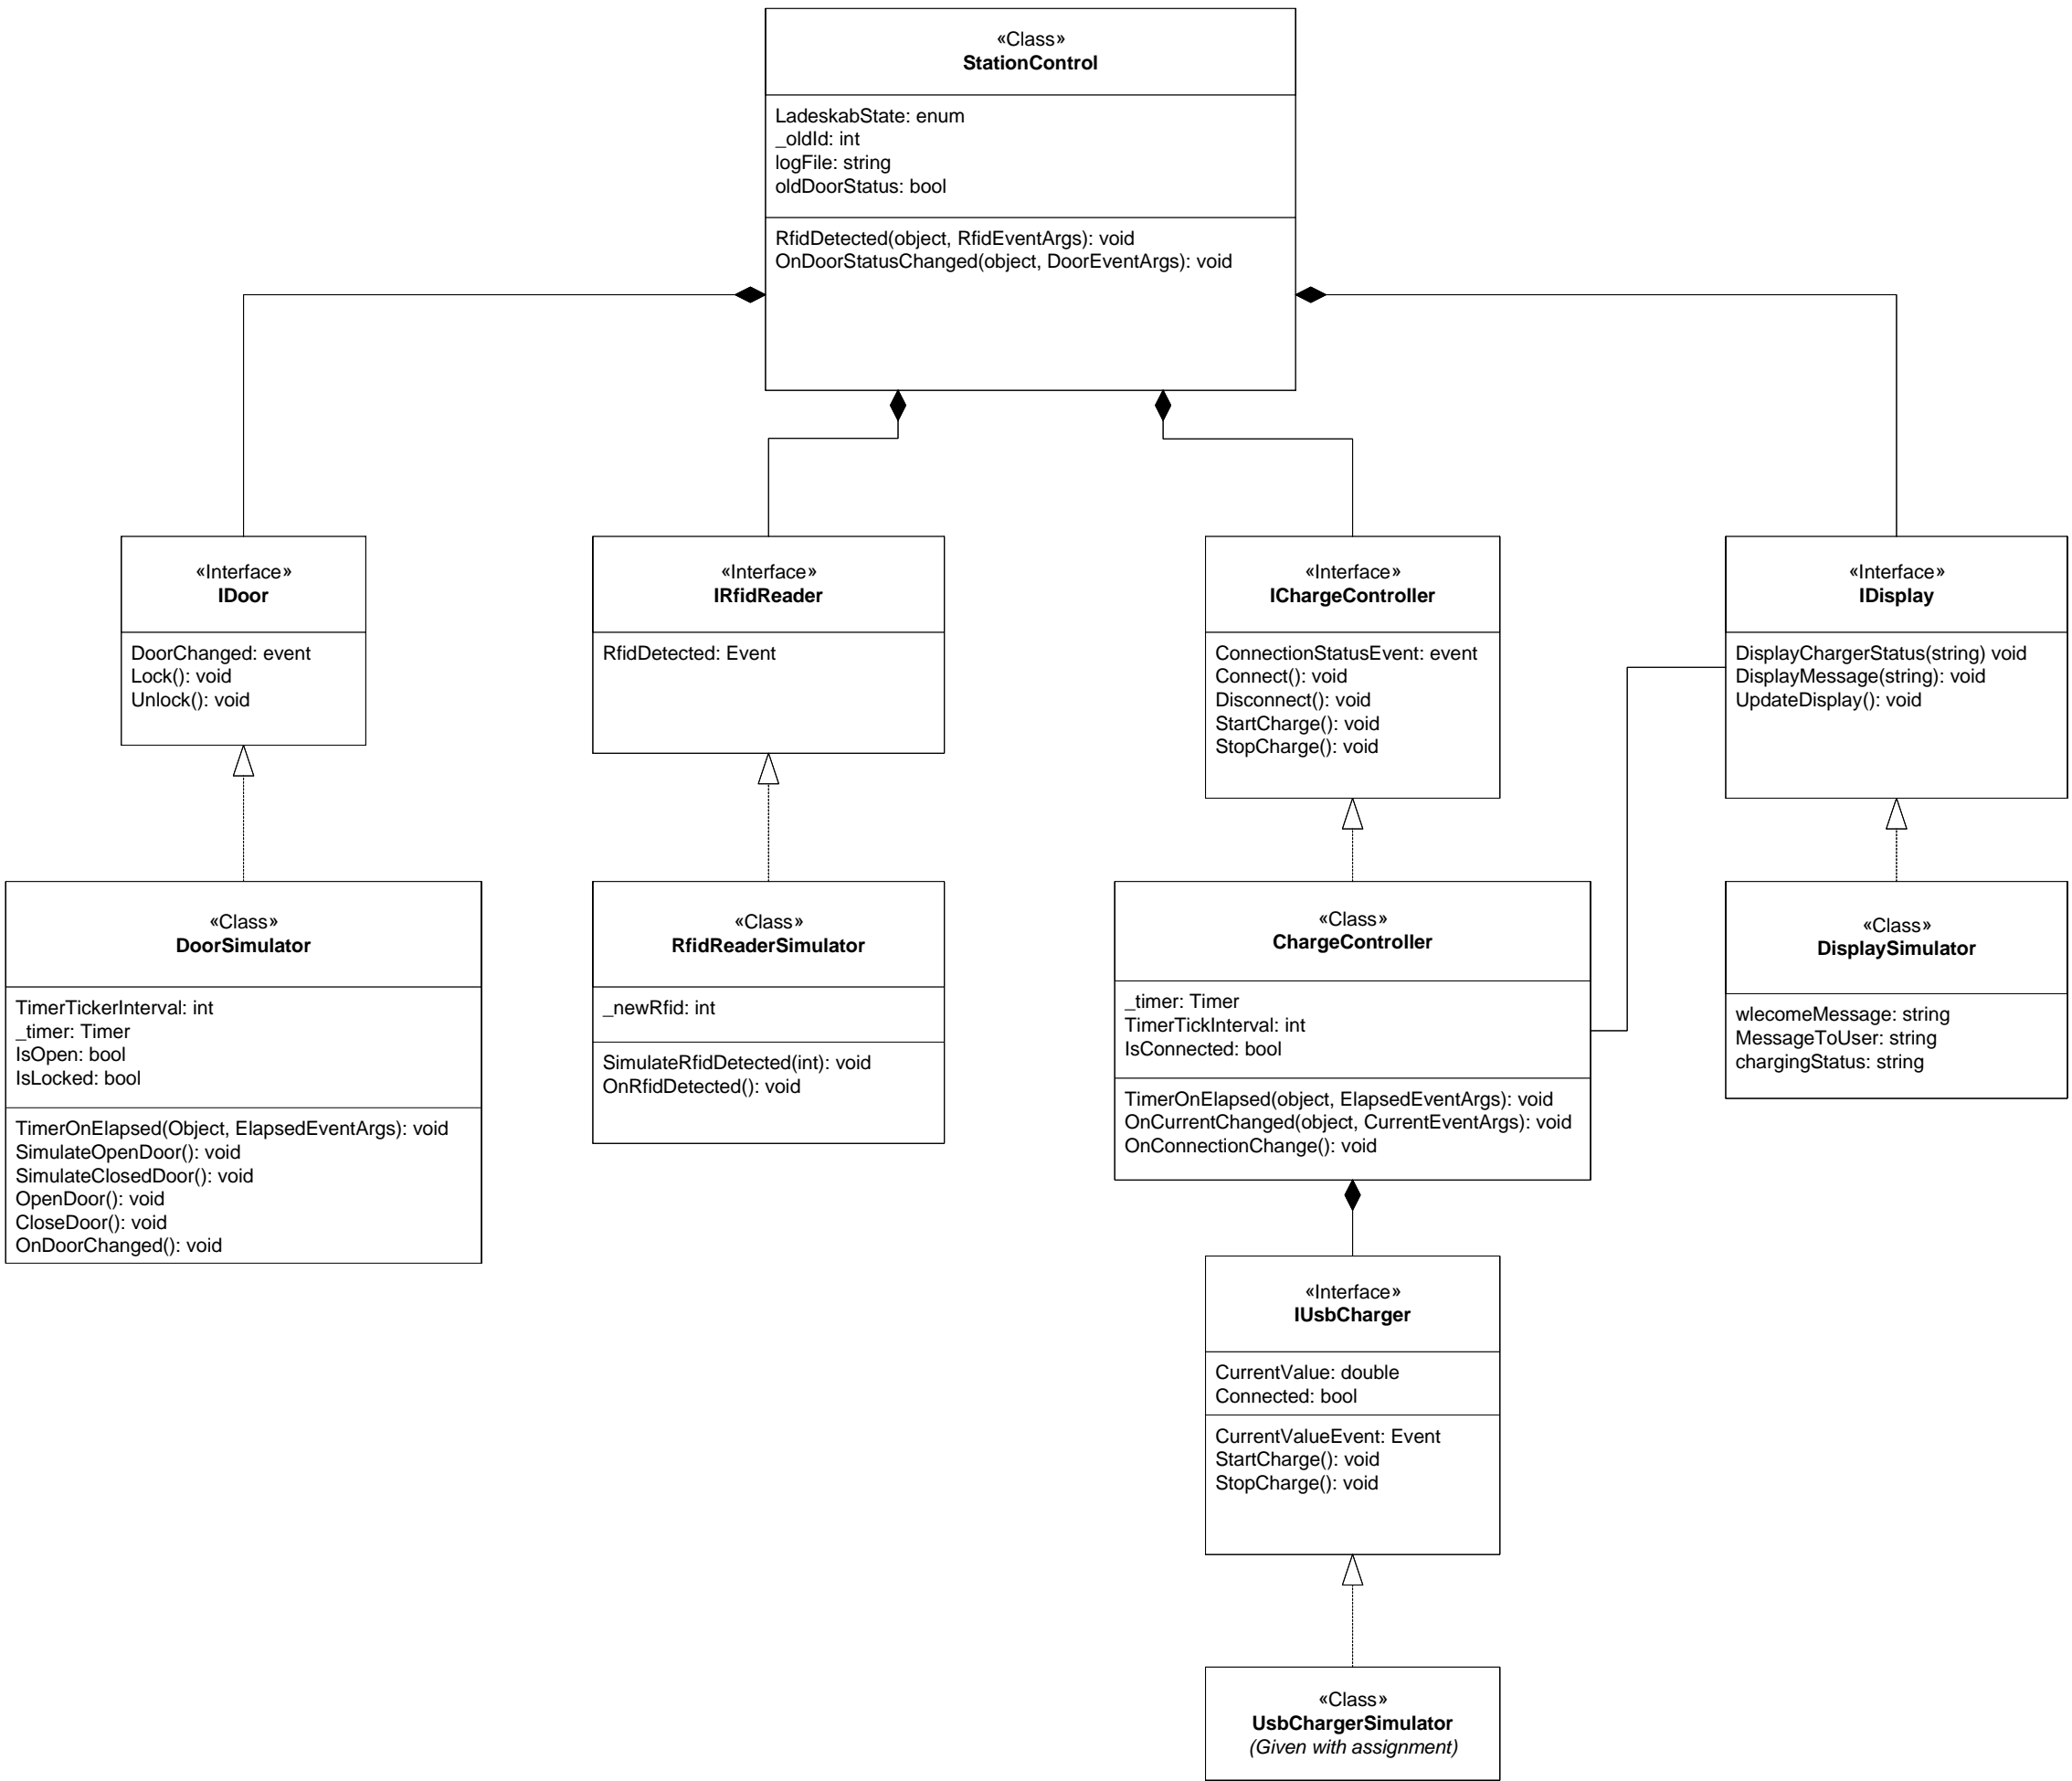 «Class»
StationControl
LadeskabState: enum
_oldId: int
logFile: string
oldDoorStatus: bool
RfidDetected(object, RfidEventArgs): void
OnDoorStatusChanged(object, DoorEventArgs): void
«Interface»
IDoor
DoorChanged: event
Lock(): void
Unlock(): void
«Interface»
IRfidReader
RfidDetected: Event
«Interface»
IChargeController
ConnectionStatusEvent: event
Connect(): void
Disconnect(): void
StartCharge(): void
StopCharge(): void
«Interface»
IDisplay
DisplayChargerStatus(string) void
DisplayMessage(string): void
UpdateDisplay(): void
«Class»
DoorSimulator
TimerTickerInterval: int
_timer: Timer
IsOpen: bool
IsLocked: bool
TimerOnElapsed(Object, ElapsedEventArgs): void
SimulateOpenDoor(): void
SimulateClosedDoor(): void
OpenDoor(): void
CloseDoor(): void
OnDoorChanged(): void
«Class»
RfidReaderSimulator
_newRfid: int
SimulateRfidDetected(int): void
OnRfidDetected(): void
«Class»
ChargeController
_timer: Timer
TimerTickInterval: int
IsConnected: bool
TimerOnElapsed(object, ElapsedEventArgs): void
OnCurrentChanged(object, CurrentEventArgs): void
OnConnectionChange(): void
«Class»
DisplaySimulator
wlecomeMessage: string
MessageToUser: string
chargingStatus: string
«Interface»
IUsbCharger
CurrentValue: double
Connected: bool
CurrentValueEvent: Event
StartCharge(): void
StopCharge(): void
«Class»
UsbChargerSimulator
(Given with assignment)